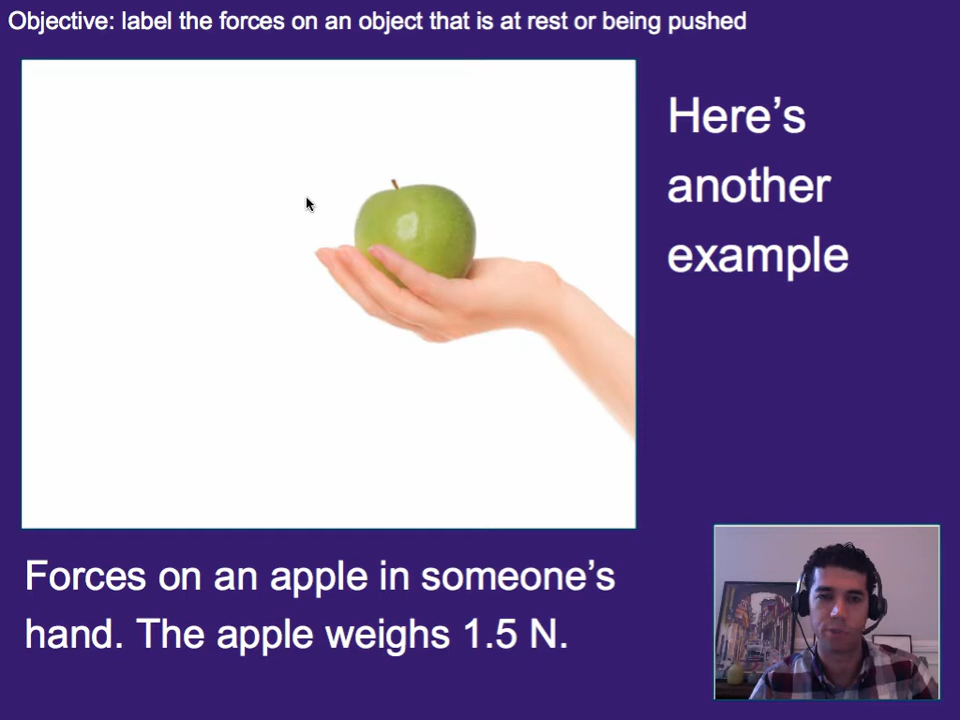 Objective: label the forces on an object that is at rest or being pushed
Here’s
another
example
Forces on an apple in someone’s
hand. The apple weighs 1.5 N.